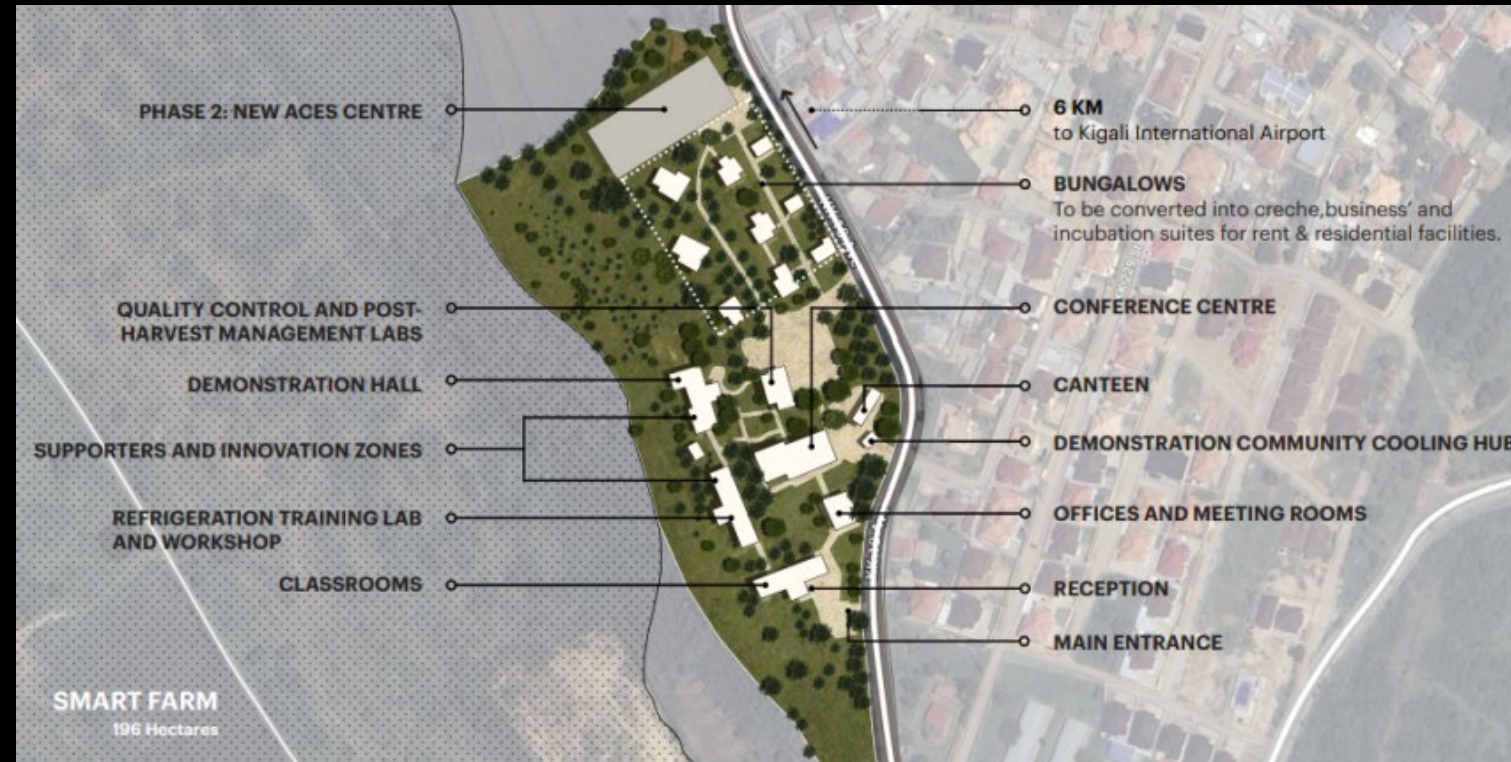 PHASE 2: NEW ACES CENTRE
QUALITY CONTROL AND POST-
HARVEST MANAGEMENT LABS
DEMONSTRATION HALL
SUPPORTERS AND INNOVATION ZONES
REFRIGERATION TRAINING LAB
AND WORKSHOP
CLASSROOMS
SMART FARM
196 Hectares
6 KM
to Kigali International Airport
BUNGALOWS
To be converted into creche,business’ and
incubation suites for rent & residential facilities.
CONFERENCE CENTRE
CANTEEN
DEMONSTRATION COMMUNITY COOLING HUB
OFFICES AND MEETING ROOMS
RECEPTION
MAIN ENTRANCE